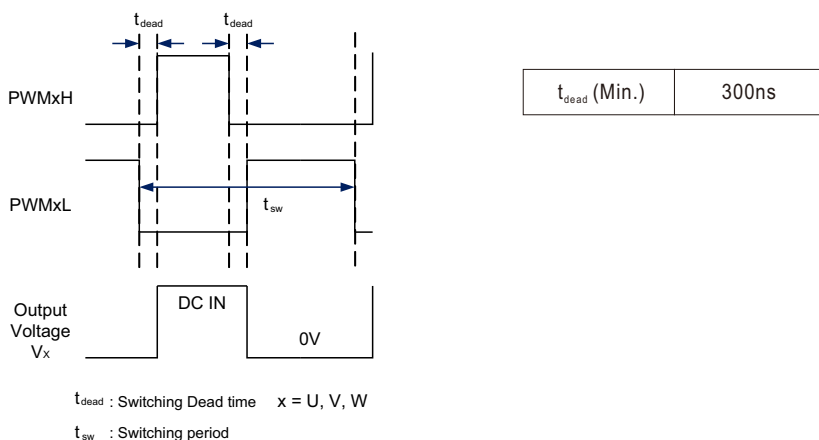 tdead tdead
PWMxH
tdead (Min.) 300ns
PWMxL
tsw
Output
Voltage
Vx
DC IN
0V
tdead : Switching Dead time x = U, V, W
tsw : Switching period